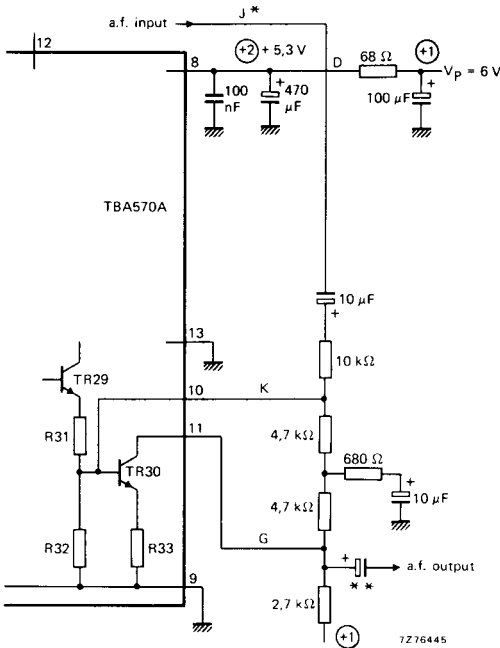 a.f. input
J *
12
8
+2 + 5,3 V
D
68 Ω
+1
VP = 6 V
100 nF
+
470 µF
100 µF
+
TBA570A
10 µF
+
13
10 kΩ
TR29
10
K
11
R31
4,7 kΩ
680 Ω
+
TR30
10 µF
4,7 kΩ
R32
R33
G
+
a.f. output
* *
9
2,7 kΩ
+1
7Z76445